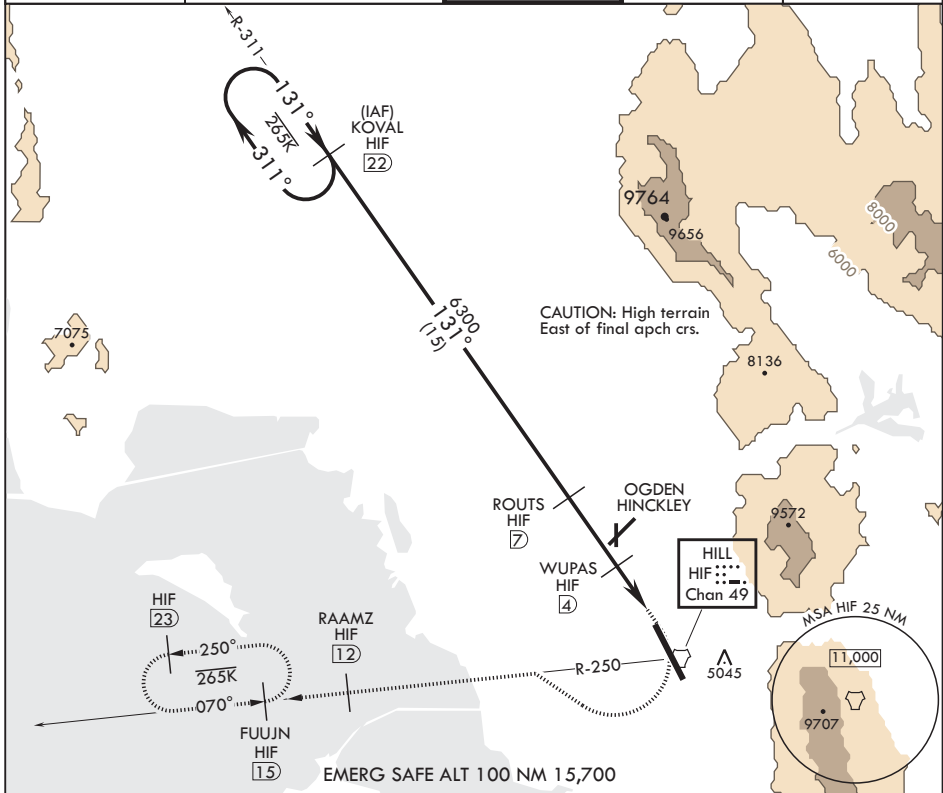 R-311
131°
265K
311°
(IAF)
KOVAL
HIF
22
9764
9656
8000
6000
6300
131°
(15)
CAUTION: High terrain
East of final apch crs.
7075
8136
ROUTS
HIF
7
OGDEN
HINCKLEY
9572
WUPAS
HIF
4
HILL
HIF
Chan 49
HIF
23
RAAMZ
HIF
12
MSA HIF 25 NM
11,000
250°
265K
070°
R-250
5045
9707
FUUJN
HIF
15
EMERG SAFE ALT 100 NM 15,700